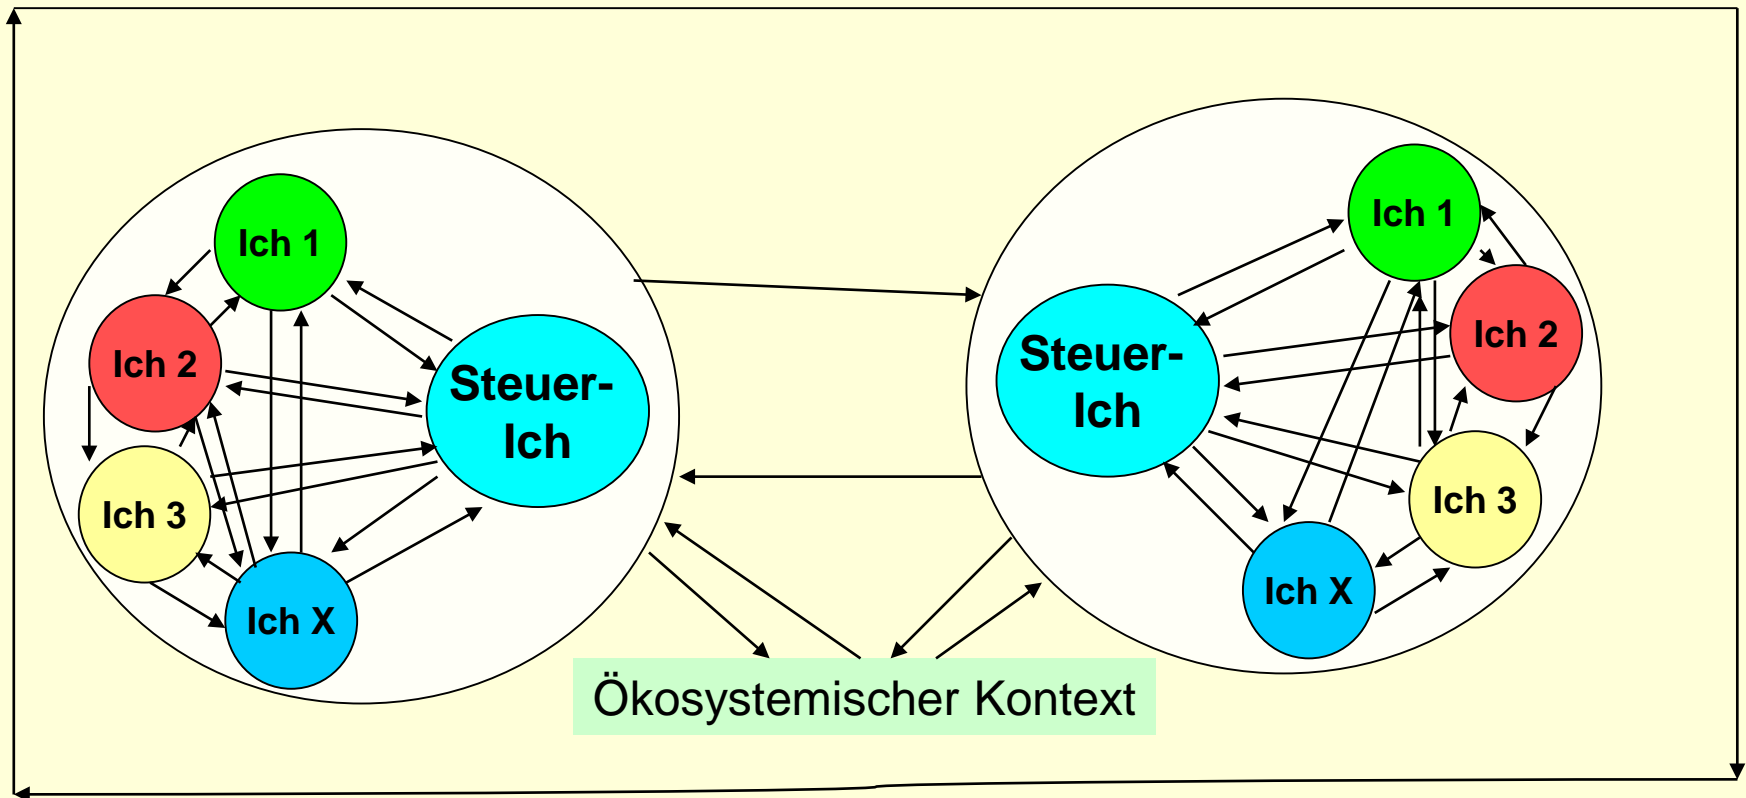 Ich 1
Ich 2
Steuer-
Ich
Ich 3
Ich X
Ich 1
Ich 2
Steuer-
Ich
Ich 3
Ich X
Ökosystemischer Kontext